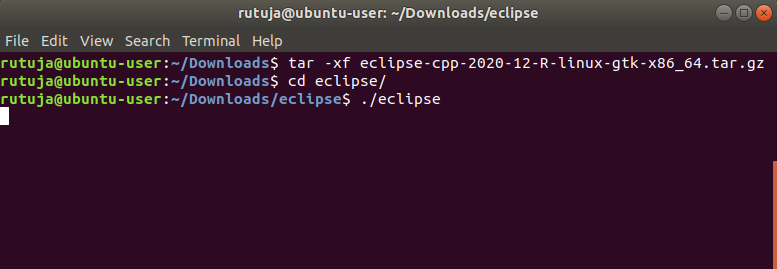 rutuja@ubuntu-user: ~/Downloads/eclipse
File Edit View Search Terminal Help
rutuja@ubuntu-user:~/Downloads$ tar -xf eclipse-cpp-2020-12-R-linux-gtk-x86_64.tar.gz
rutuja@ubuntu-user:~/Downloads$ cd eclipse/
rutuja@ubuntu-user:~/Downloads/eclipse$ ./eclipse